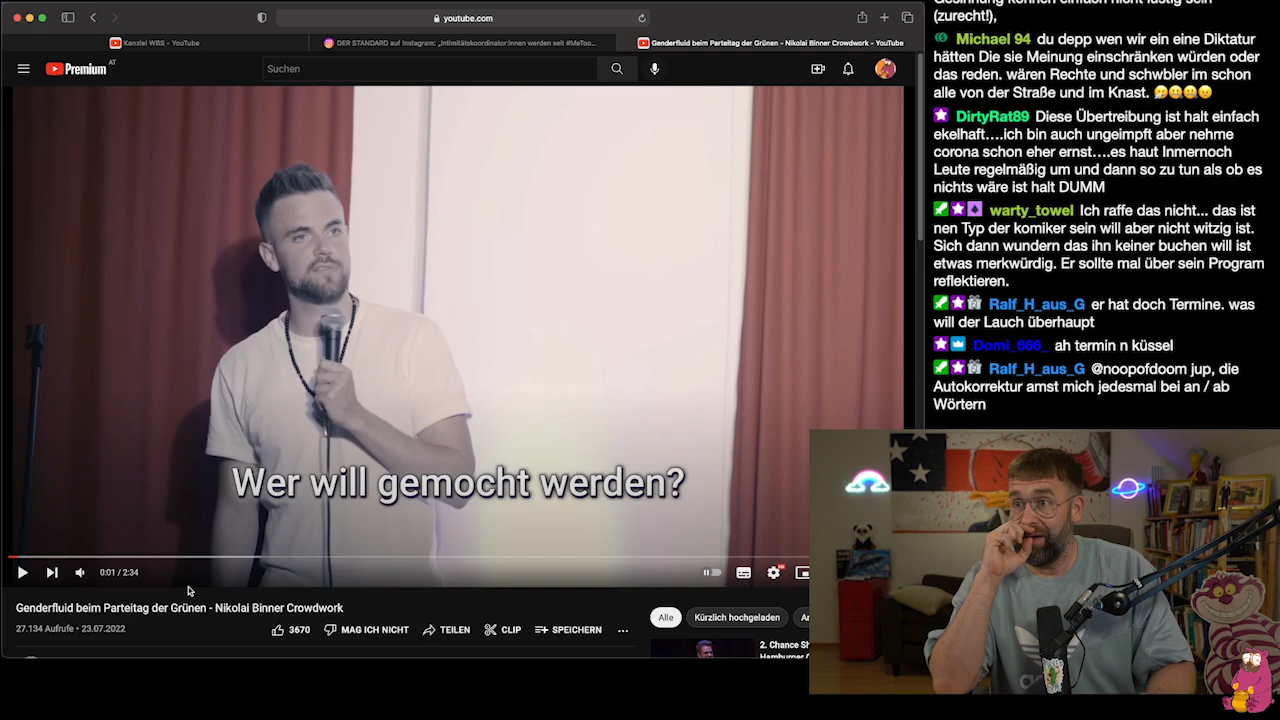 youtube.com
Kanzlei WBS - YouTube
DER STANDARD auf Instagram: „Intimitätskoordinator:innen werden seit #MeToo...
Genderfluid beim Parteitag der Grünen - Nikolai Binner Crowdwork - YouTube
Premium AT
Suchen
Wer will gemocht werden?
0:01 / 2:34
Genderfluid beim Parteitag der Grünen - Nikolai Binner Crowdwork
27.134 Aufrufe • 23.07.2022
3670
MAG ICH NICHT
TEILEN
CLIP
SPEICHERN
Alle
Kürzlich hochgeladen
2. Chance Sh
Hamburger C
Gesinnung können einfach nicht lustig sein
(zurecht!),
Michael 94 du depp wen wir ein eine Diktatur
hätten Die sie Meinung einschränken würden oder
das reden. wären Rechte und schwbler im schon
alle von der Straße und im Knast.
DirtyRat89 Diese Übertreibung ist halt einfach
ekelhaft….ich bin auch ungeimpft aber nehme
corona schon eher ernst….es haut Inmernoch
Leute regelmäßig um und dann so zu tun als ob es
nichts wäre ist halt DUMM
warty_towel Ich raffe das nicht... das ist
nen Typ der komiker sein will aber nicht witzig ist.
Sich dann wundern das ihn keiner buchen will ist
etwas merkwürdig. Er sollte mal über sein Program
reflektieren.
Ralf_H_aus_G er hat doch Termine. was
will der Lauch überhaupt
Domi_666_ ah termin n küssel
Ralf_H_aus_G @noopofdoom jup, die
Autokorrektur amst mich jedesmal bei an / ab
Wörtern